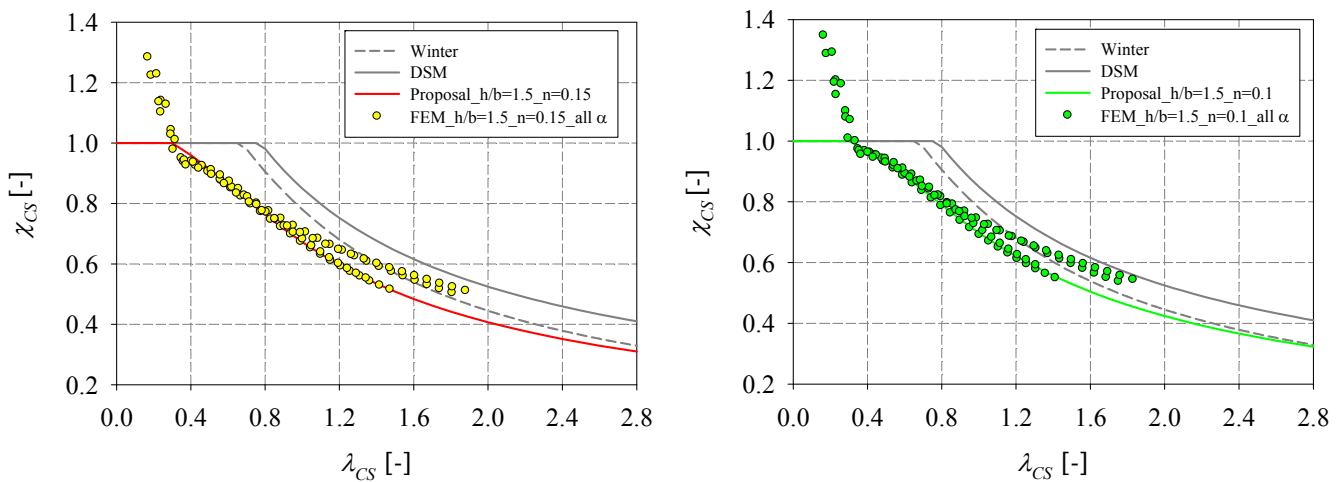 1.4
1.2
1.0
0.8
0.6
0.4
0.2
χCS [-]
0.0 0.4 0.8 1.2 1.6 2.0 2.4 2.8
λCS [-]
Winter
DSM
Proposal_h/b=1.5_n=0.15
FEM_h/b=1.5_n=0.15_all α
1.4
1.2
1.0
0.8
0.6
0.4
0.2
χCS [-]
0.0 0.4 0.8 1.2 1.6 2.0 2.4 2.8
λCS [-]
Winter
DSM
Proposal_h/b=1.5_n=0.1
FEM_h/b=1.5_n=0.1_all α